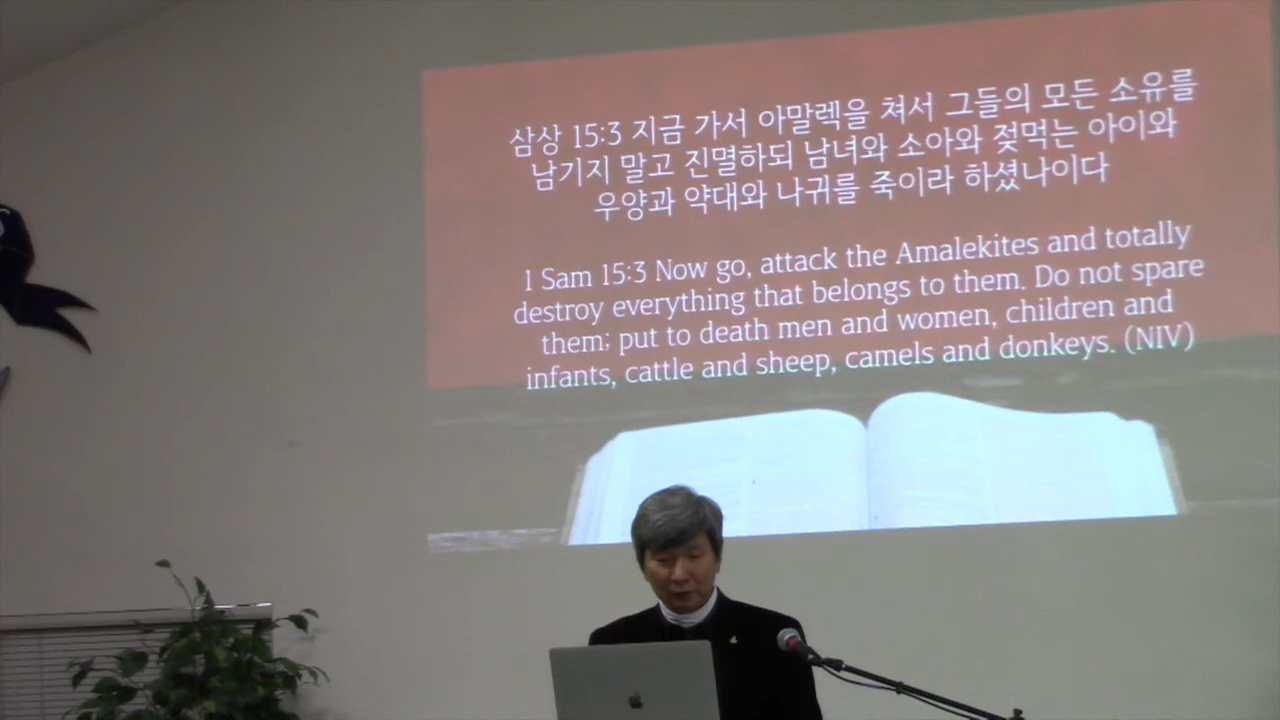 삼상 15:3 지금 가서 아말렉을 쳐서 그들의 모든 소유를
남기지 말고 진멸하되 남녀와 소아와 젖먹는 아이와
우양과 약대와 나귀를 죽이라 하셨나이다
1 Sam 15:3 Now go, attack the Amalekites and totally
destroy everything that belongs to them. Do not spare
them; put to death men and women, children and
infants, cattle and sheep, camels and donkeys. (NIV)